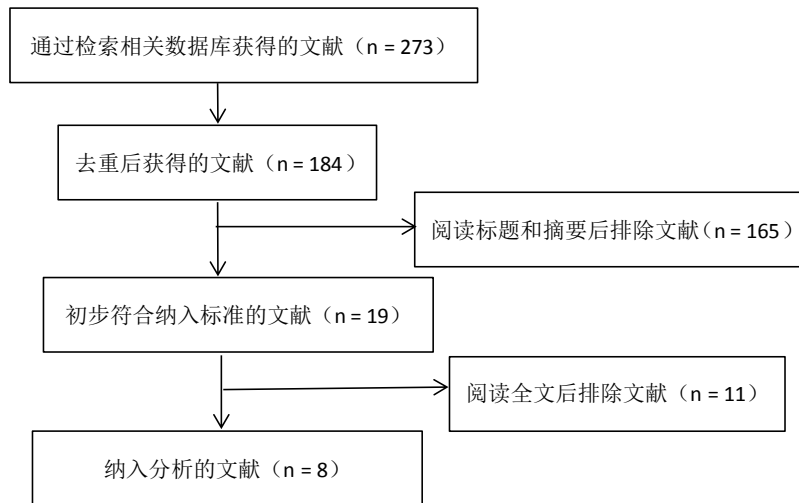 通过检索相关数据库获得的文献（n = 273）
去重后获得的文献（n = 184）
阅读标题和摘要后排除文献（n = 165）
初步符合纳入标准的文献（n = 19）
阅读全文后排除文献（n = 11）
纳入分析的文献（n = 8）